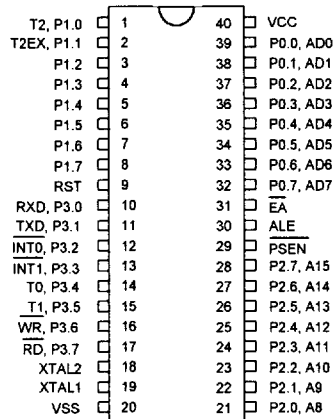 T2, P1.0 1 40 VCC
T2EX, P1.1 2 39 P0.0, AD0
P1.2 3 38 P0.1, AD1
P1.3 4 37 P0.2, AD2
P1.4 5 36 P0.3, AD3
P1.5 6 35 P0.4, AD4
P1.6 7 34 P0.5, AD5
P1.7 8 33 P0.6, AD6
RST 9 32 P0.7, AD7
RXD, P3.0 10 31 EA
TXD, P3.1 11 30 ALE
INT0, P3.2 12 29 PSEN
INT1, P3.3 13 28 P2.7, A15
T0, P3.4 14 27 P2.6, A14
T1, P3.5 15 26 P2.5, A13
WR, P3.6 16 25 P2.4, A12
RD, P3.7 17 24 P2.3, A11
XTAL2 18 23 P2.2, A10
XTAL1 19 22 P2.1, A9
VSS 20 21 P2.0, A8